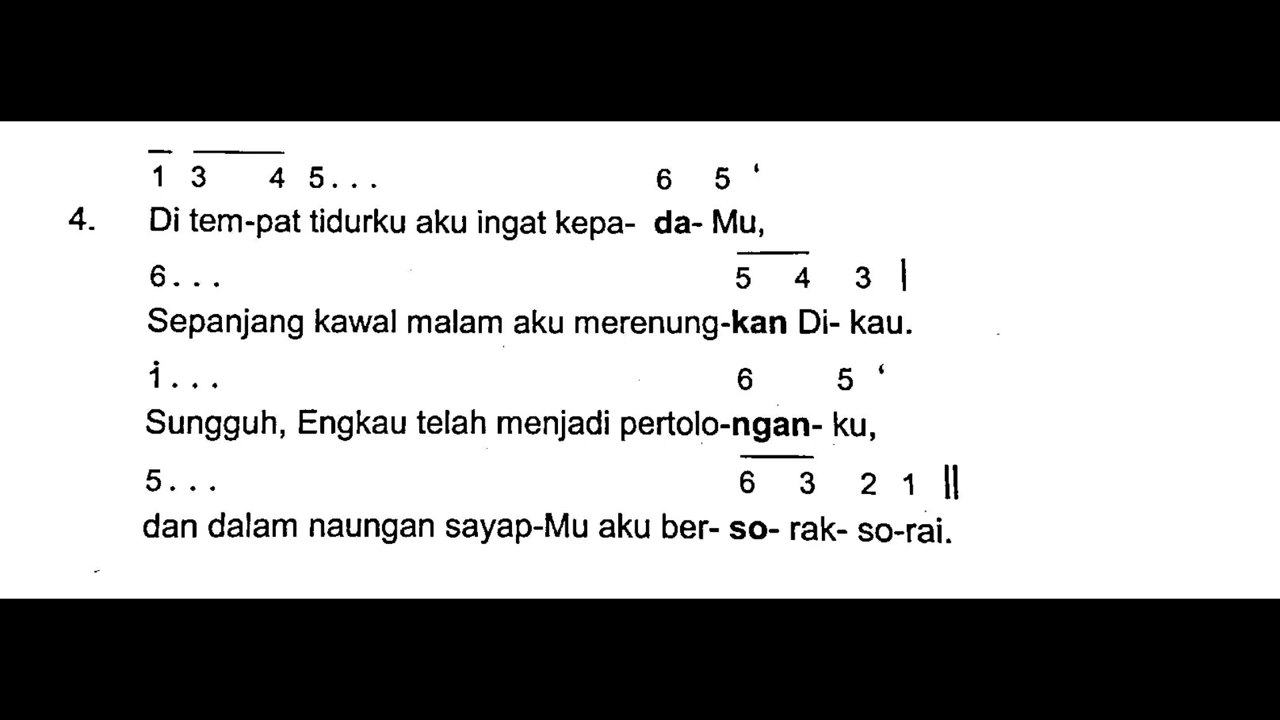 1 3 4 5... 6 5 ‘
4. Di tem-pat tidurku aku ingat kepa- da- Mu,
6... 5 4 3 |
Sepanjang kawal malam aku merenung-kan Di- kau.
i... 6 5 ‘
Sungguh, Engkau telah menjadi pertolo-ngan- ku,
5... 6 3 2 1 ||
dan dalam naungan sayap-Mu aku ber- so- rak- so-rai.